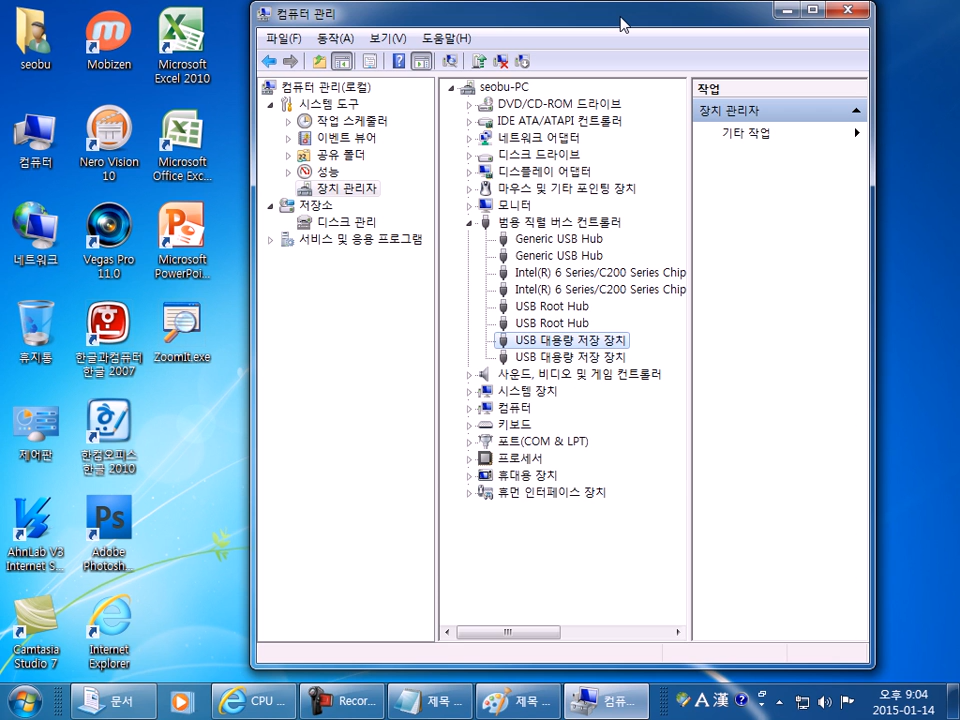 seobu
Mobizen
Microsoft
Excel 2010
컴퓨터
Nero Vision
10
Microsoft
Office Exc...
네트워크
Vegas Pro
11.0
Microsoft
PowerPoi...
휴지통
한글과컴퓨터
한글 2007
ZoomIt.exe
제어판
한컴오피스
한글 2010
AhnLab V3
Internet S...
Adobe
Photosh...
Camtasia
Studio 7
Internet
Explorer
컴퓨터 관리
파일(F) 동작(A) 보기(V) 도움말(H)
컴퓨터 관리(로컬)
시스템 도구
작업 스케줄러
이벤트 뷰어
공유 폴더
성능
장치 관리자
저장소
디스크 관리
서비스 및 응용 프로그램
seobu-PC
DVD/CD-ROM 드라이브
IDE ATA/ATAPI 컨트롤러
네트워크 어댑터
디스크 드라이브
디스플레이 어댑터
마우스 및 기타 포인팅 장치
모니터
범용 직렬 버스 컨트롤러
Generic USB Hub
Generic USB Hub
Intel(R) 6 Series/C200 Series Chip
Intel(R) 6 Series/C200 Series Chip
USB Root Hub
USB Root Hub
USB 대용량 저장 장치
USB 대용량 저장 장치
사운드, 비디오 및 게임 컨트롤러
시스템 장치
컴퓨터
키보드
포트(COM & LPT)
프로세서
휴대용 장치
휴먼 인터페이스 장치
작업
장치 관리자
기타 작업
문서
CPU ...
Recor...
제목 ...
제목 ...
컴퓨...
A 漢
오후 9:04
2015-01-14